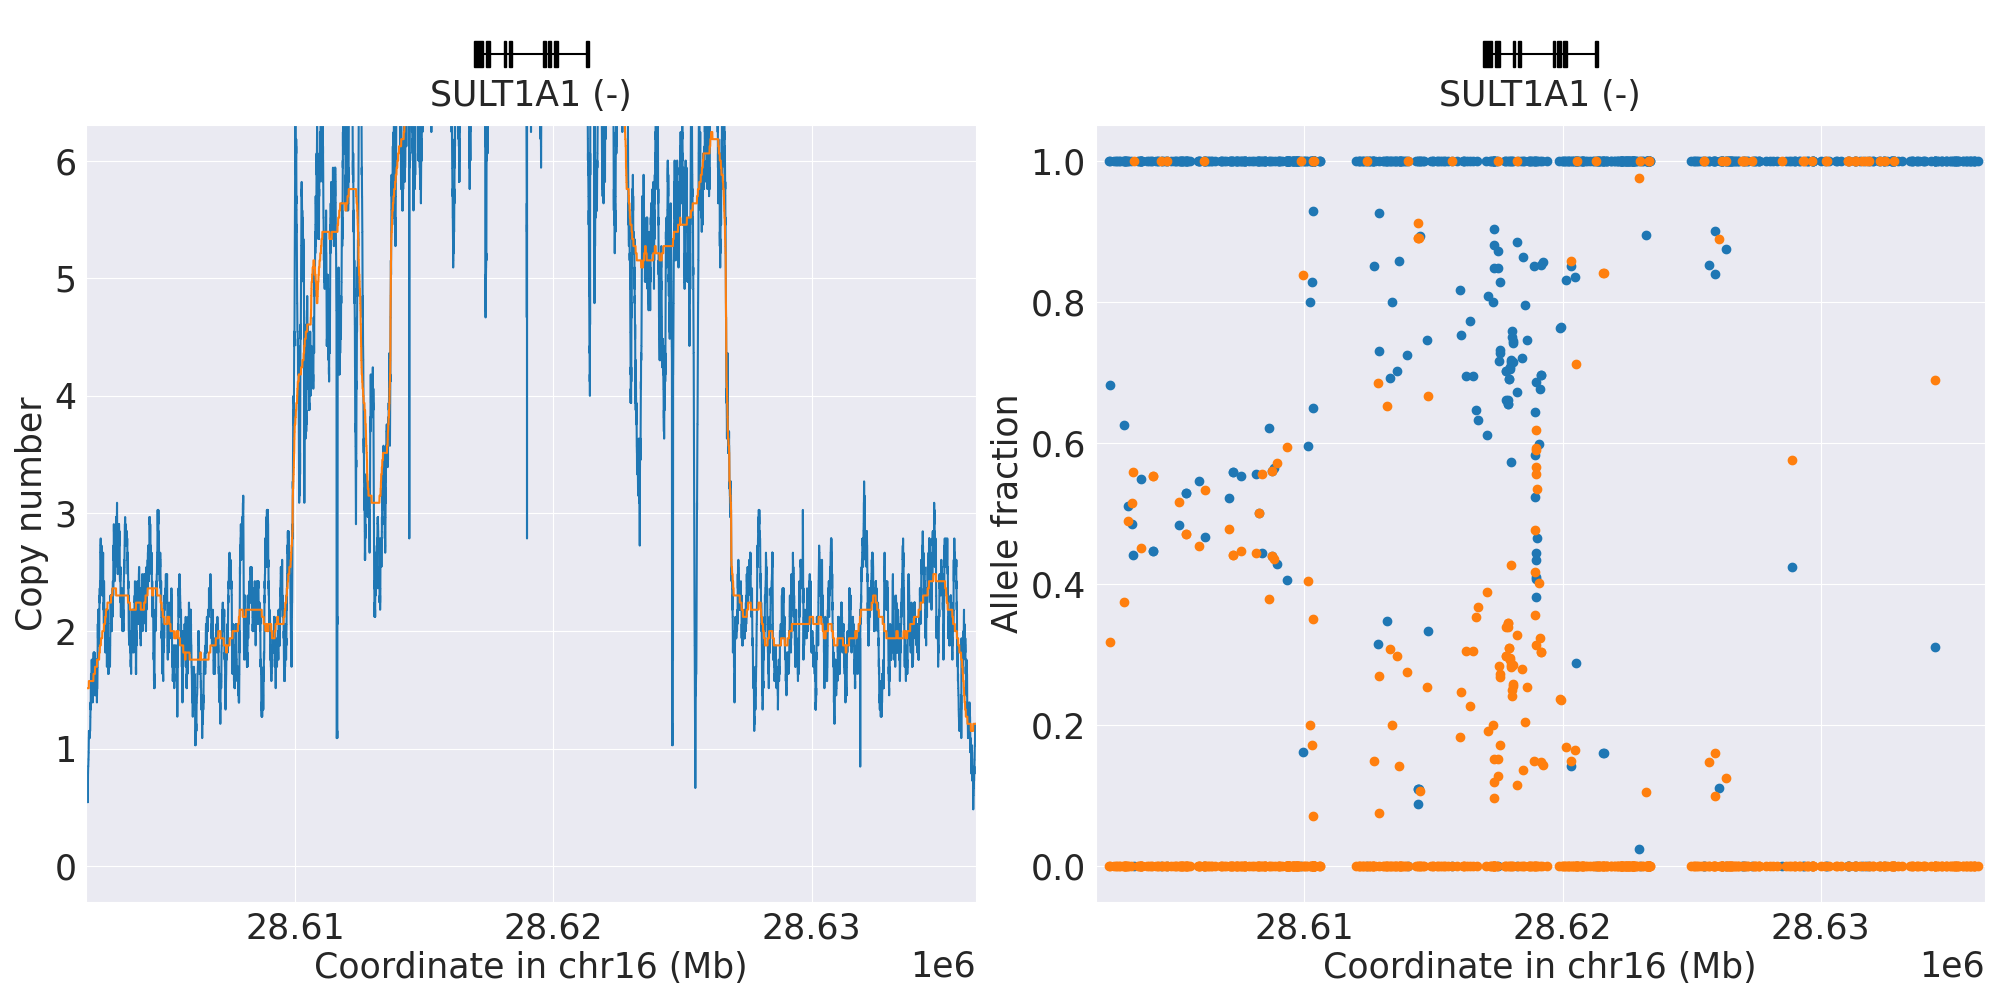 SULT1A1 (-)
6
5
4
3
2
1
0
Copy number
28.61
28.62
28.63
Coordinate in chr16 (Mb)
1e6
SULT1A1 (-)
1.0
0.8
0.6
0.4
0.2
0.0
Allele fraction
28.61
28.62
28.63
Coordinate in chr16 (Mb)
1e6